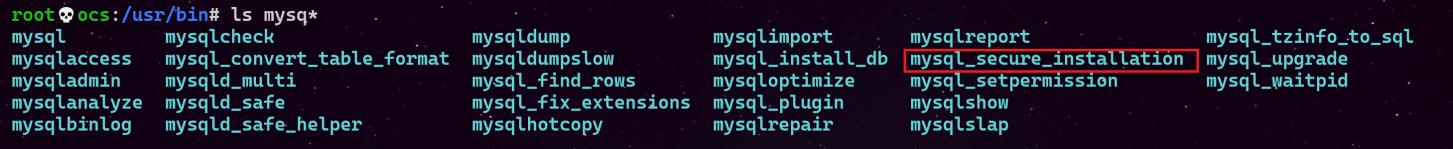 root💀ocs:/usr/bin# ls mysq*
mysql mysqlcheck mysqldump mysqlimport mysqlreport mysql_tzinfo_to_sql
mysqlaccess mysql_convert_table_format mysqldumpslow mysql_install_db mysql_secure_installation mysql_upgrade
mysqladmin mysqld_multi mysql_find_rows mysqloptimize mysql_setpermission mysql_waitpid
mysqlanalyze mysqld_safe mysql_fix_extensions mysql_plugin mysqlshow
mysqlbinlog mysqld_safe_helper mysqlhotcopy mysqlrepair mysqlslap